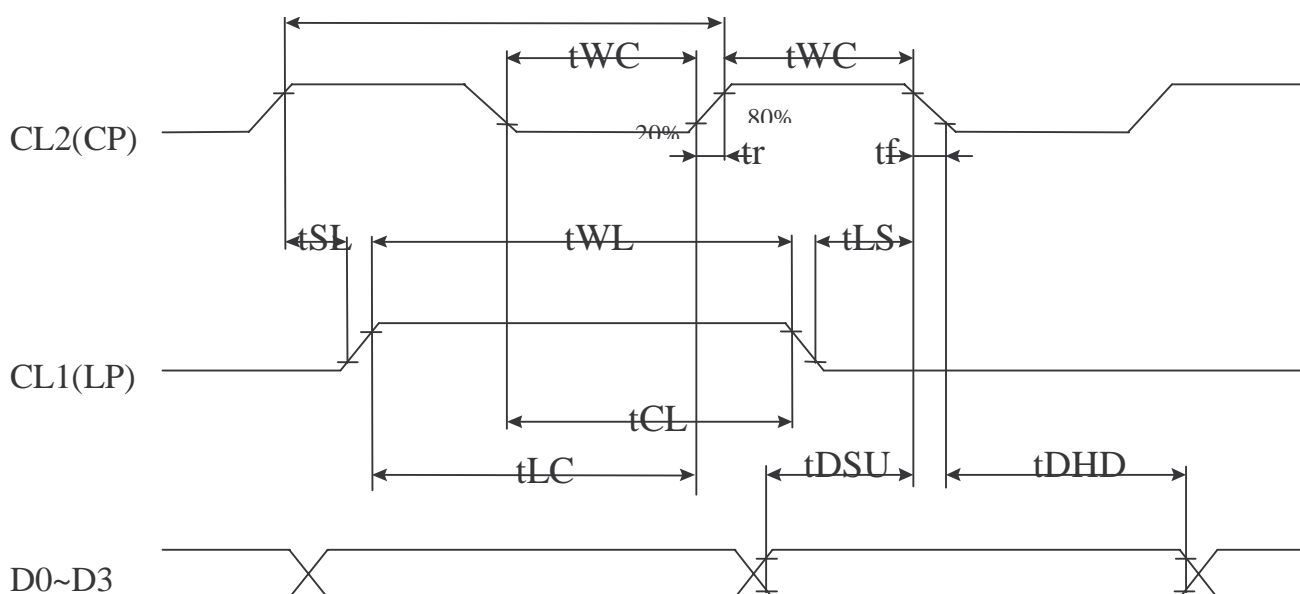 tWC tWC
CL2(CP) 20% 80%
tr tf
tSL tWL tLS
CL1(LP)
tCL
tLC tDSU tDHD
D0~D3